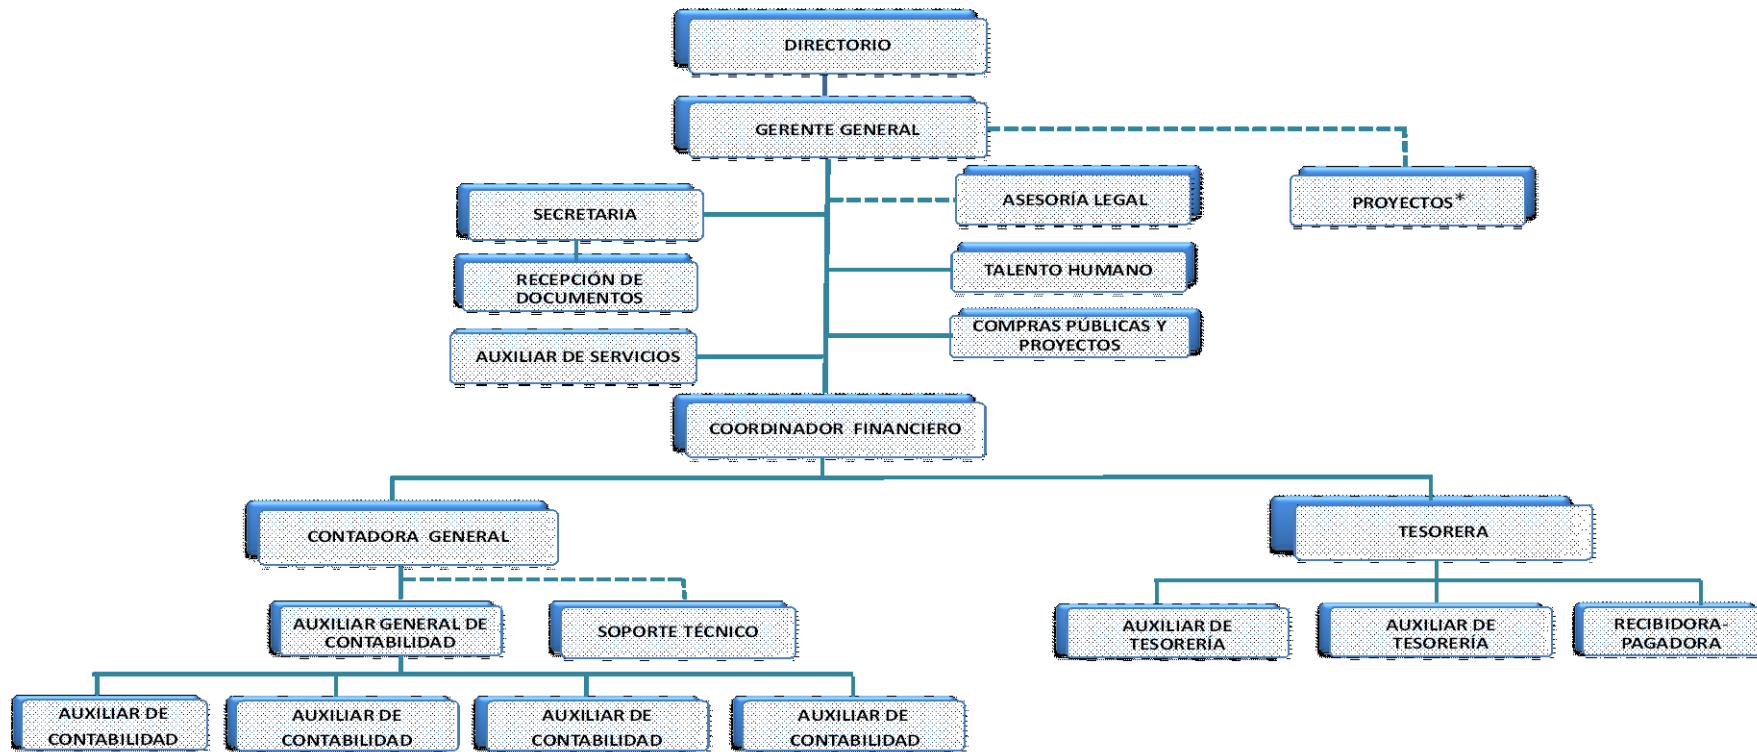 DIRECTORIO
GERENTE GENERAL
SECRETARIA
ASESORÍA LEGAL
PROYECTOS*
RECEPCIÓN DE
DOCUMENTOS
TALENTO HUMANO
COMPRAS PÚBLICAS Y
PROYECTOS
AUXILIAR DE SERVICIOS
COORDINADOR FINANCIERO
CONTADORA GENERAL
TESORERA
AUXILIAR GENERAL DE
CONTABILIDAD
SOPORTE TÉCNICO
AUXILIAR DE
TESORERÍA
AUXILIAR DE
TESORERÍA
RECIBIDORA-
PAGADORA
AUXILIAR DE
CONTABILIDAD
AUXILIAR DE
CONTABILIDAD
AUXILIAR DE
CONTABILIDAD
AUXILIAR DE
CONTABILIDAD